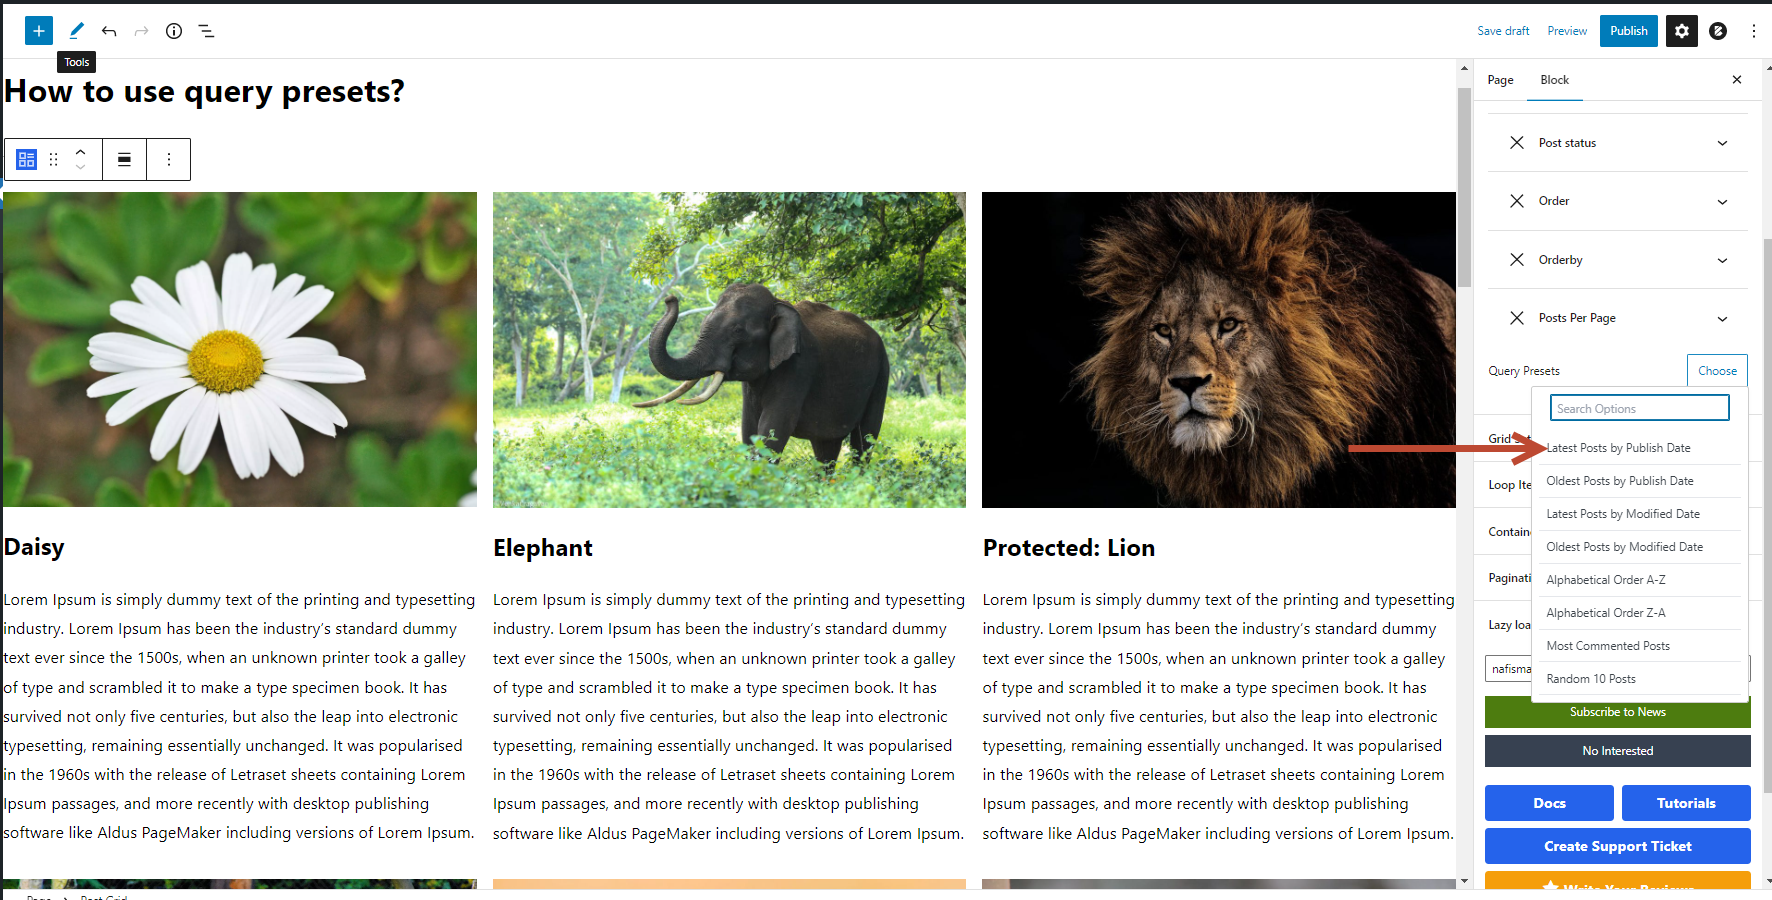 Save draft
Preview
Publish
Tools
How to use query presets?
Page
Block
Post status
Order
Orderby
Posts Per Page
Query Presets
Choose
Search Options
Latest Posts by Publish Date
Oldest Posts by Publish Date
Latest Posts by Modified Date
Oldest Posts by Modified Date
Alphabetical Order A-Z
Alphabetical Order Z-A
Most Commented Posts
Random 10 Posts
Grid
Loop Ite
Containe
Paginati
Lazy loa
nafisma
Subscribe to News
No Interested
Docs
Tutorials
Create Support Ticket
Write Your Reviews
Daisy
Lorem Ipsum is simply dummy text of the printing and typesetting
industry. Lorem Ipsum has been the industry’s standard dummy
text ever since the 1500s, when an unknown printer took a galley
of type and scrambled it to make a type specimen book. It has
survived not only five centuries, but also the leap into electronic
typesetting, remaining essentially unchanged. It was popularised
in the 1960s with the release of Letraset sheets containing Lorem
Ipsum passages, and more recently with desktop publishing
software like Aldus PageMaker including versions of Lorem Ipsum.
Elephant
Lorem Ipsum is simply dummy text of the printing and typesetting
industry. Lorem Ipsum has been the industry’s standard dummy
text ever since the 1500s, when an unknown printer took a galley
of type and scrambled it to make a type specimen book. It has
survived not only five centuries, but also the leap into electronic
typesetting, remaining essentially unchanged. It was popularised
in the 1960s with the release of Letraset sheets containing Lorem
Ipsum passages, and more recently with desktop publishing
software like Aldus PageMaker including versions of Lorem Ipsum.
Protected: Lion
Lorem Ipsum is simply dummy text of the printing and typesetting
industry. Lorem Ipsum has been the industry’s standard dummy
text ever since the 1500s, when an unknown printer took a galley
of type and scrambled it to make a type specimen book. It has
survived not only five centuries, but also the leap into electronic
typesetting, remaining essentially unchanged. It was popularised
in the 1960s with the release of Letraset sheets containing Lorem
Ipsum passages, and more recently with desktop publishing
software like Aldus PageMaker including versions of Lorem Ipsum.
Page
Post Grid